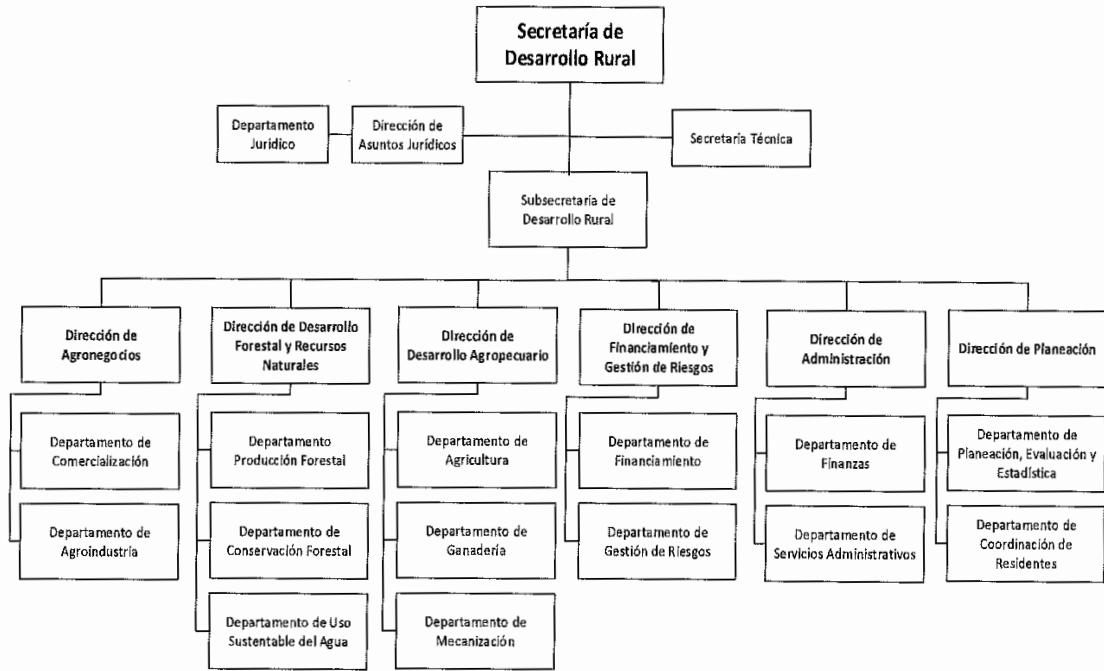 Secretaría de
Desarrollo Rural
Departamento
Jurídico
Dirección de
Asuntos Jurídicos
Secretaría Técnica
Subsecretaría de
Desarrollo Rural
Dirección de
Agronegocios
Dirección de Desarrollo
Forestal y Recursos
Naturales
Dirección de
Desarrollo Agropecuario
Dirección de
Financiamiento y
Gestión de Riesgos
Dirección de
Administración
Dirección de Planeación
Departamento de
Comercialización
Departamento
Producción Forestal
Departamento de
Agricultura
Departamento de
Financiamiento
Departamento de
Finanzas
Departamento de
Planeación, Evaluación y
Estadística
Departamento de
Agroindustria
Departamento de
Conservación Forestal
Departamento de
Ganadería
Departamento de
Gestión de Riesgos
Departamento de
Servicios Administrativos
Departamento de
Coordinación de
Residentes
Departamento de Uso
Sustentable del Agua
Departamento de
Mecanización